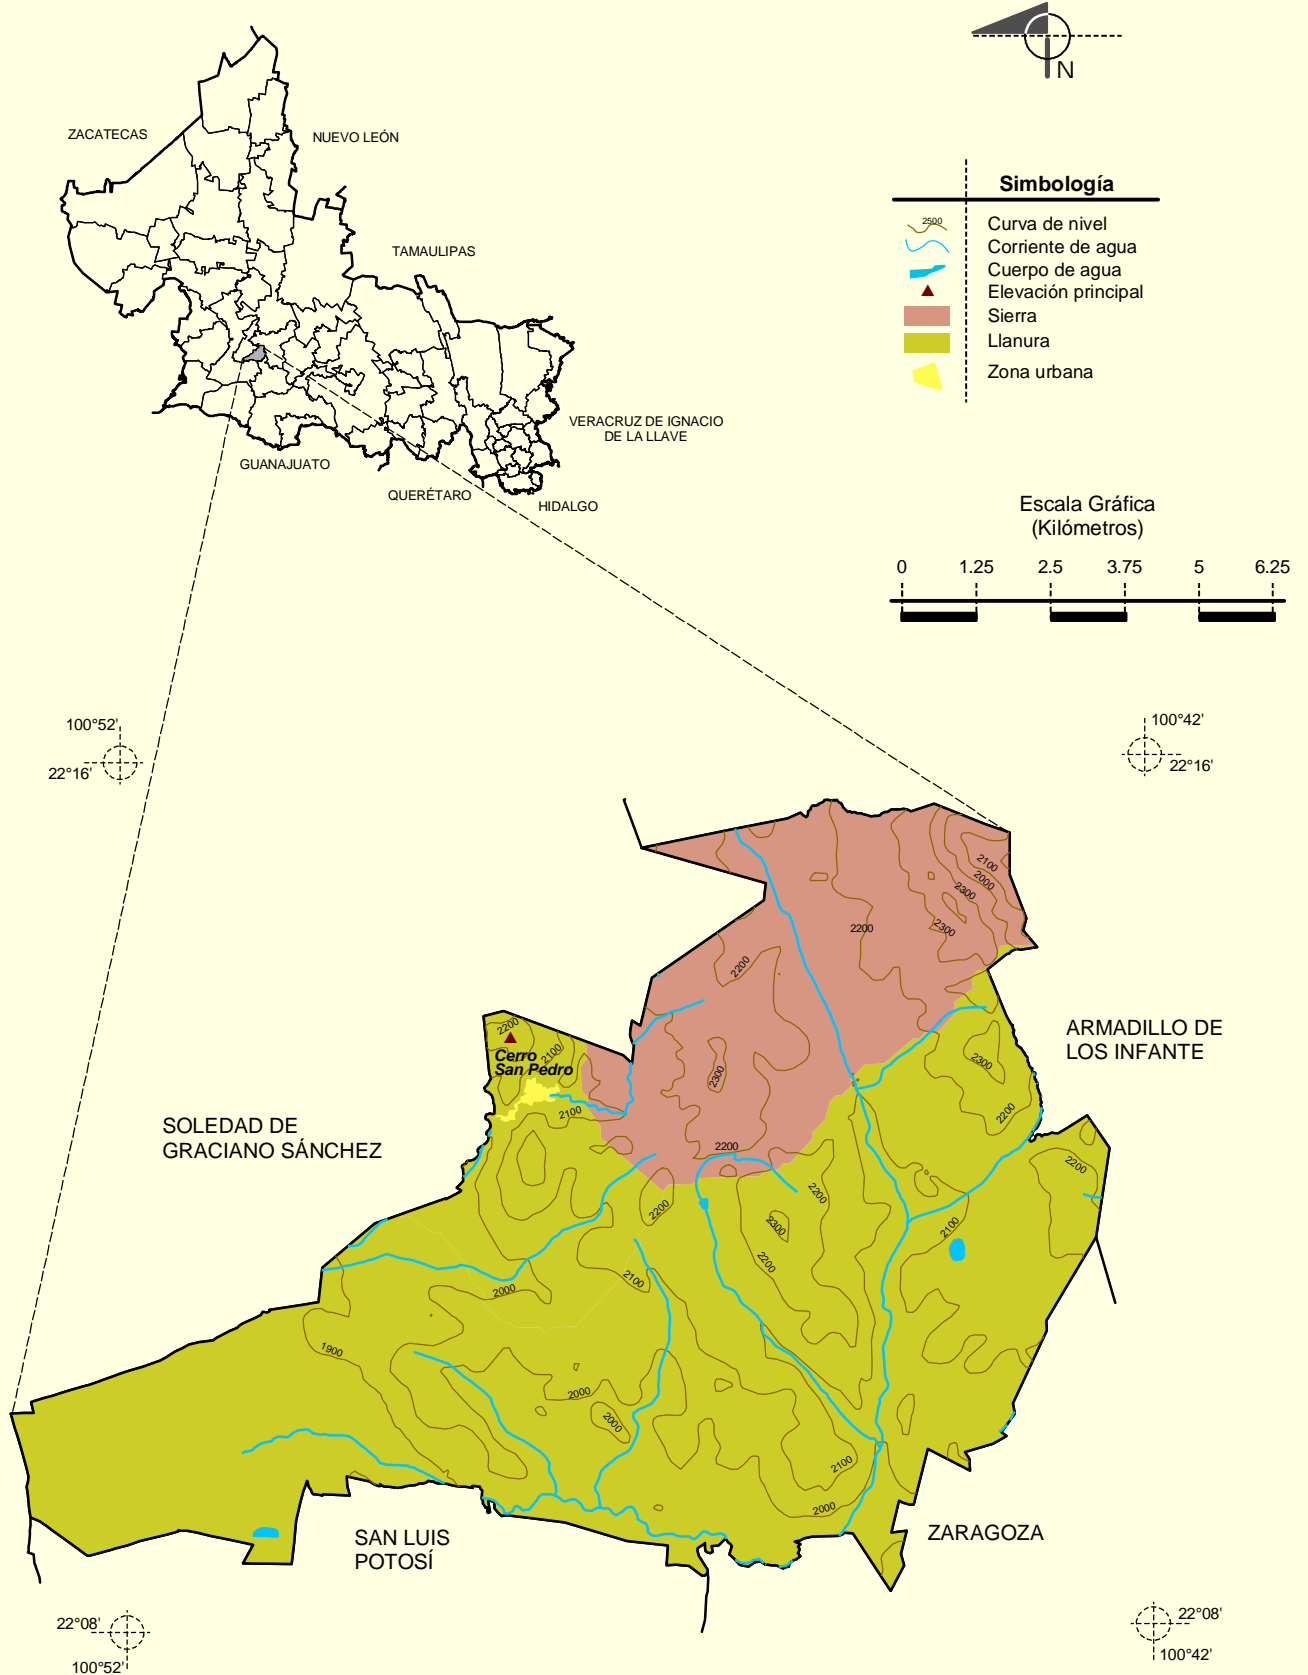 N
ZACATECAS
NUEVO LEÓN
TAMAULIPAS
VERACRUZ DE IGNACIO
DE LA LLAVE
GUANAJUATO
QUERÉTARO
HIDALGO
Simbología
2500
Curva de nivel
Corriente de agua
Cuerpo de agua
Elevación principal
Sierra
Llanura
Zona urbana
Escala Gráfica
(Kilómetros)
0 1.25 2.5 3.75 5 6.25
100°52'
22°16'
100°42'
22°16'
2100
2000
2300
2300
2200
2200
2200
2100
Cerro
San Pedro
2300
2300
2100
2200
2200
2200
2200
2200
2300
2100
2200
2100
2000
1900
2000
2000
2100
2000
ARMADILLO DE
LOS INFANTE
SOLEDAD DE
GRACIANO SÁNCHEZ
SAN LUIS
POTOSÍ
ZARAGOZA
22°08'
100°52'
22°08'
100°42'